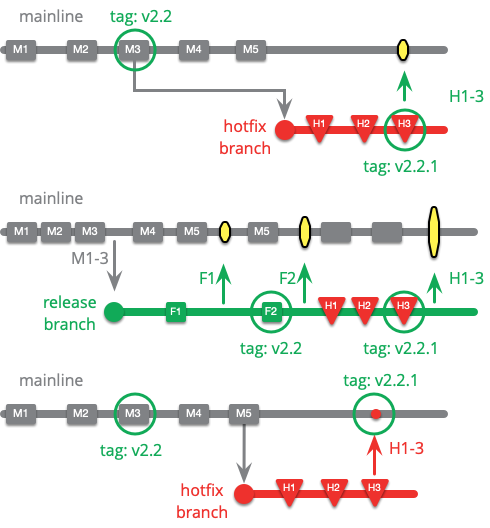 tag: v2.2
mainline
M1 M2 M3 M4 M5
H1-3
hotfix
branch
H1 H2 H3
tag: v2.2.1
mainline
M1 M2 M3 M4 M5 M5
M1-3
F1 F2 H1-3
release
branch
F1 F2 H1 H2 H3
tag: v2.2 tag: v2.2.1
mainline
tag: v2.2.1
M1 M2 M3 M4 M5
tag: v2.2
H1-3
hotfix
branch
H1 H2 H3